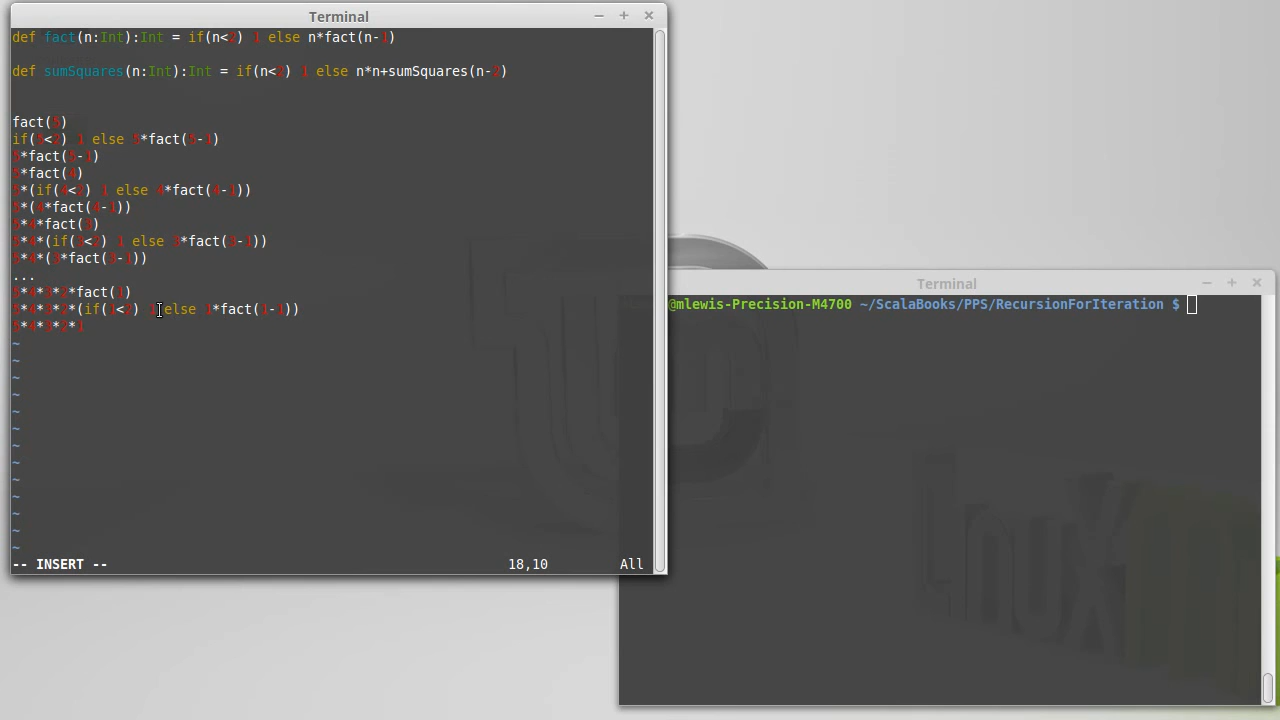 Terminal
def fact(n:Int):Int = if(n<2) 1 else n*fact(n-1)
def sumSquares(n:Int):Int = if(n<2) 1 else n*n+sumSquares(n-2)
fact(5)
if(5<2) 1 else 5*fact(5-1)
5*fact(5-1)
5*fact(4)
5*(if(4<2) 1 else 4*fact(4-1))
5*(4*fact(4-1))
5*4*fact(3)
5*4*(if(3<2) 1 else 3*fact(3-1))
5*4*(3*fact(3-1))
...
5*4*3*2*fact(1)
5*4*3*2*(if(1<2) 1 else 1*fact(1-1))
5*4*3*2*1
~
~
~
~
~
~
~
~
~
~
~
~
~
-- INSERT -- 18,10 All
Terminal
@mlewis-Precision-M4700 ~/ScalaBooks/PPS/RecursionForIteration $